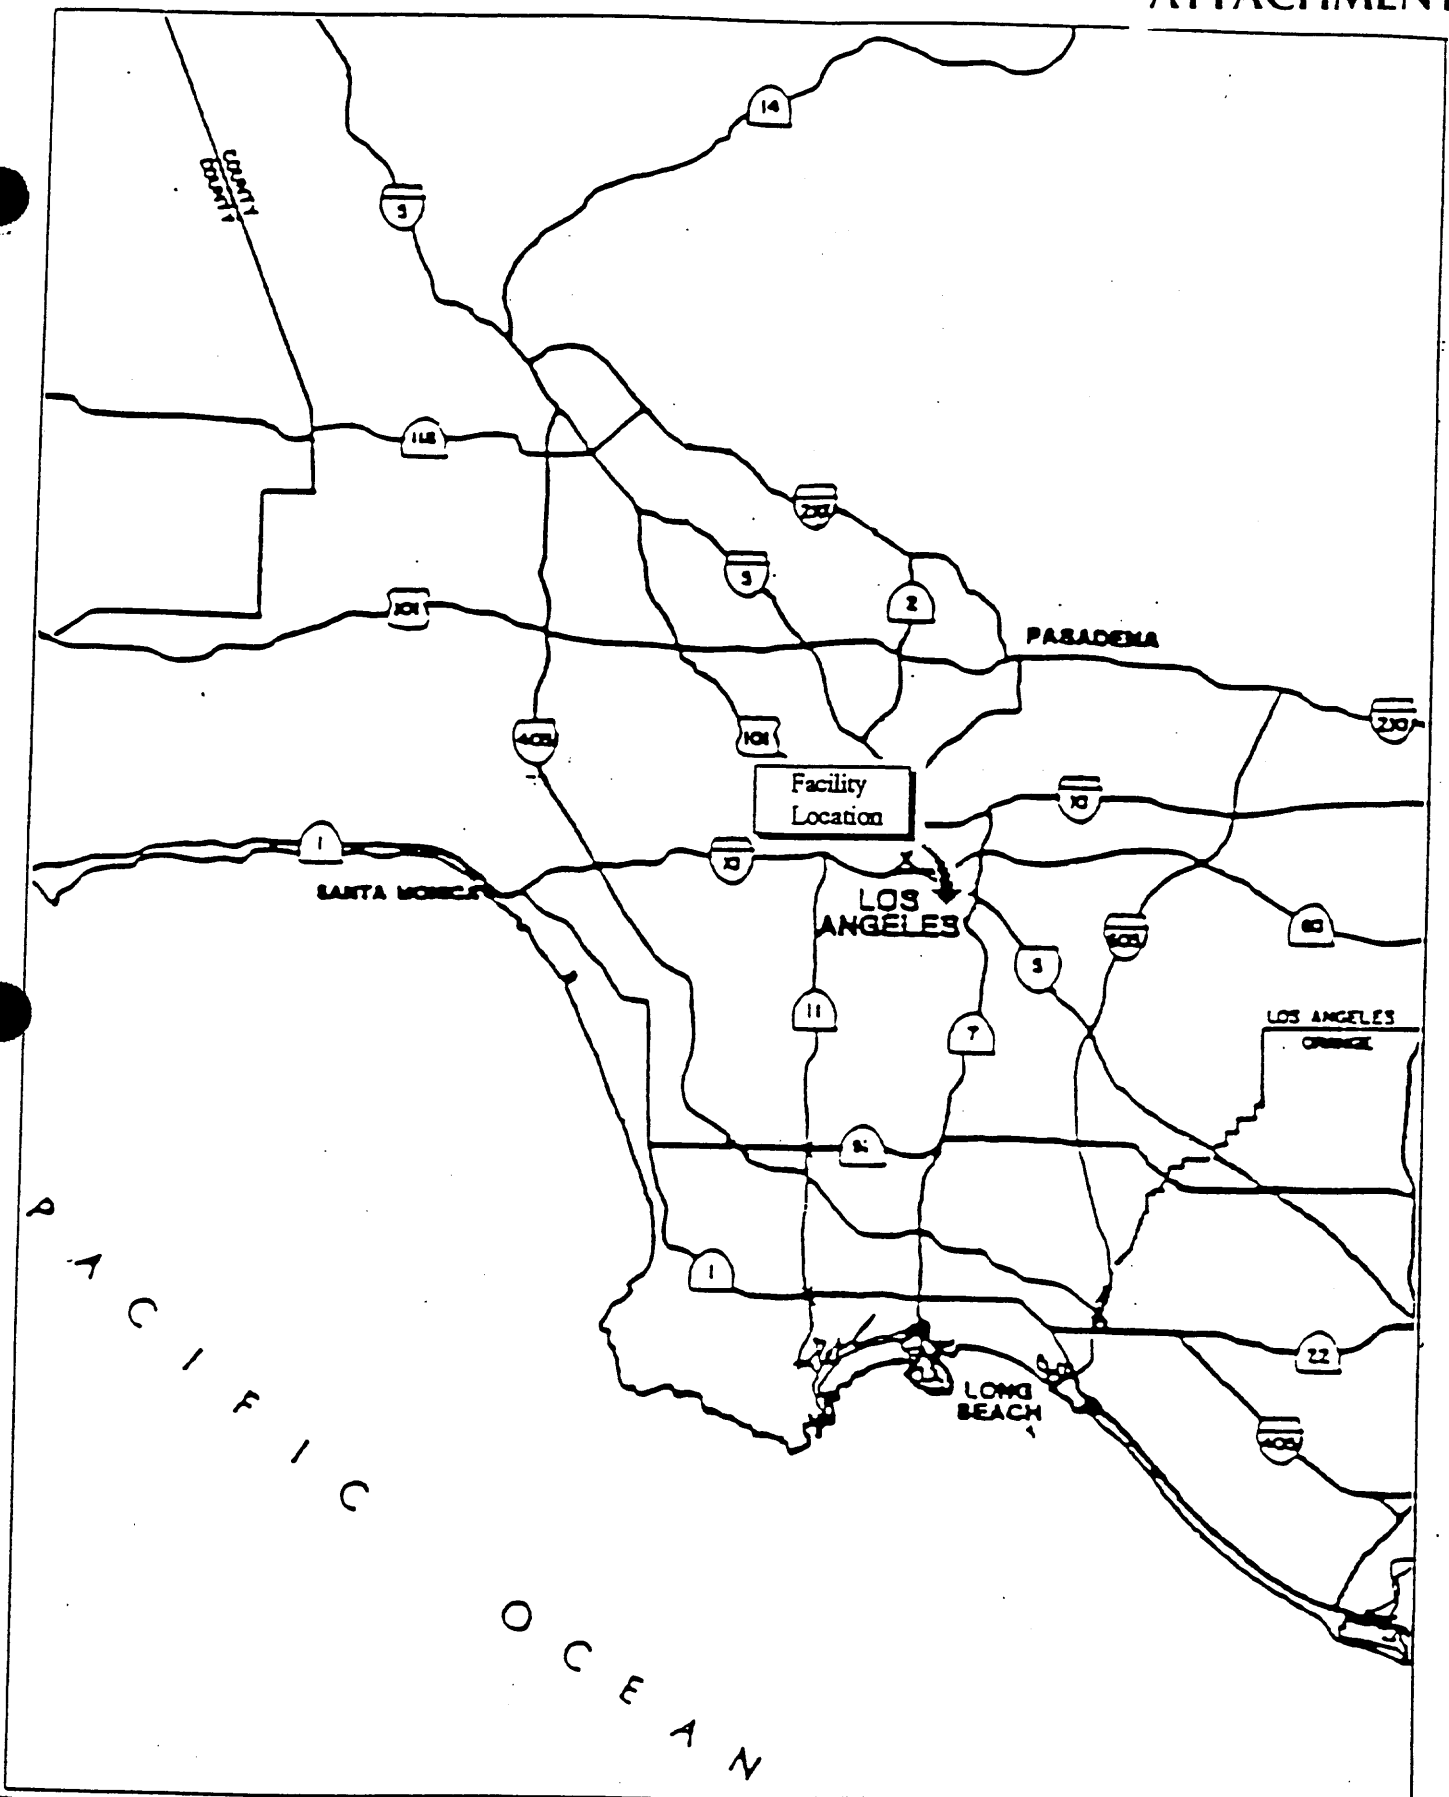 ATTACHMENT
14
COUNTY
COUNTY
5
118
210
5
2
101
PASADENA
210
405
101
Facility
Location
10
1
10
SANTA MONICA
LOS
ANGELES
605
60
5
11
7
LOS ANGELES
ORANGE
91
1
22
LONG
BEACH
405
PACIFIC
OCEAN